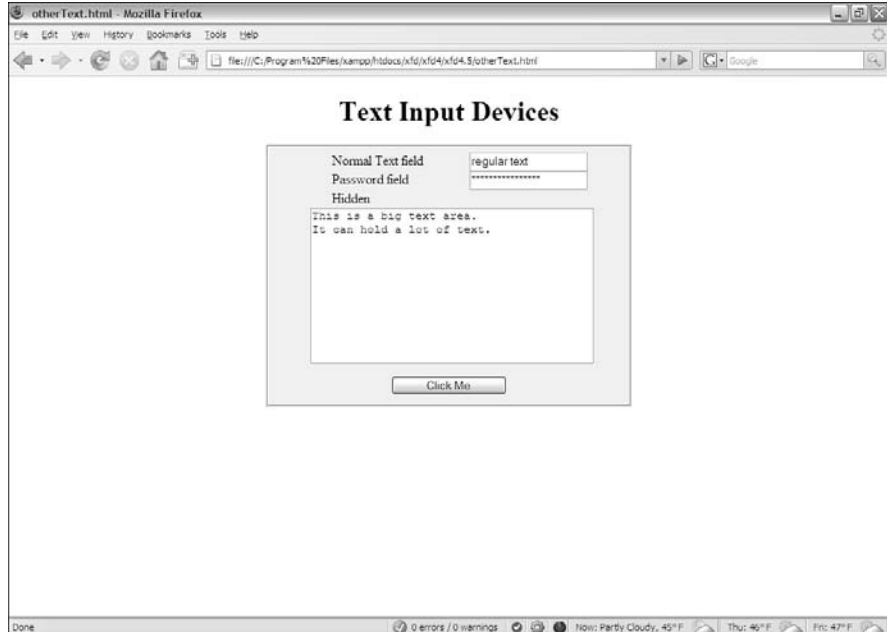 otherText.html - Mozilla Firefox
File Edit View History Bookmarks Tools Help
file:///C:/Program%20Files/xampp/htdocs/xfd/xfd4/xfd4.5/otherText.html
G Google
Text Input Devices
Normal Text field regular text
Password field ****************
Hidden
This is a big text area.
It can hold a lot of text.
Click Me
Done 0 errors / 0 warnings Now: Partly Cloudy, 45° F Thu: 46° F Fri: 47° F